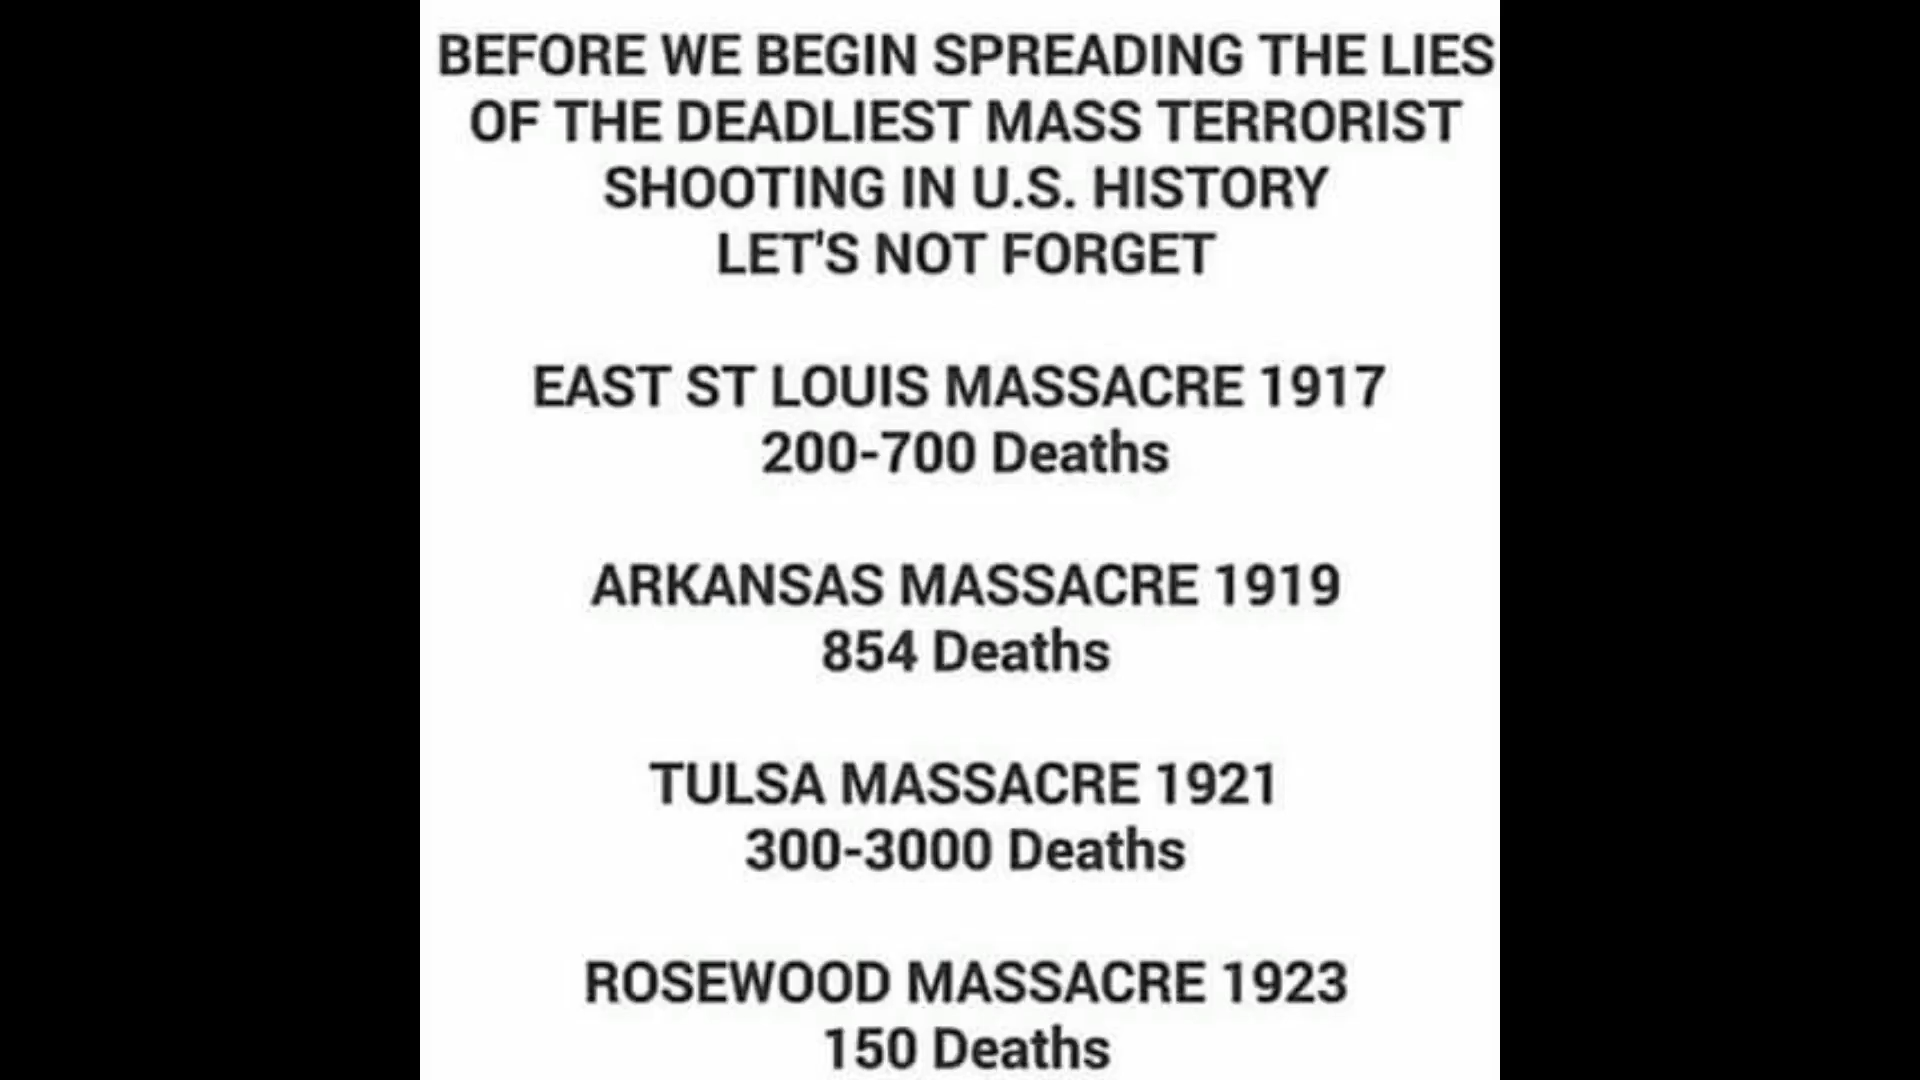 BEFORE WE BEGIN SPREADING THE LIES
OF THE DEADLIEST MASS TERRORIST
SHOOTING IN U.S. HISTORY
LET'S NOT FORGET
EAST ST LOUIS MASSACRE 1917
200-700 Deaths
ARKANSAS MASSACRE 1919
854 Deaths
TULSA MASSACRE 1921
300-3000 Deaths
ROSEWOOD MASSACRE 1923
150 Deaths